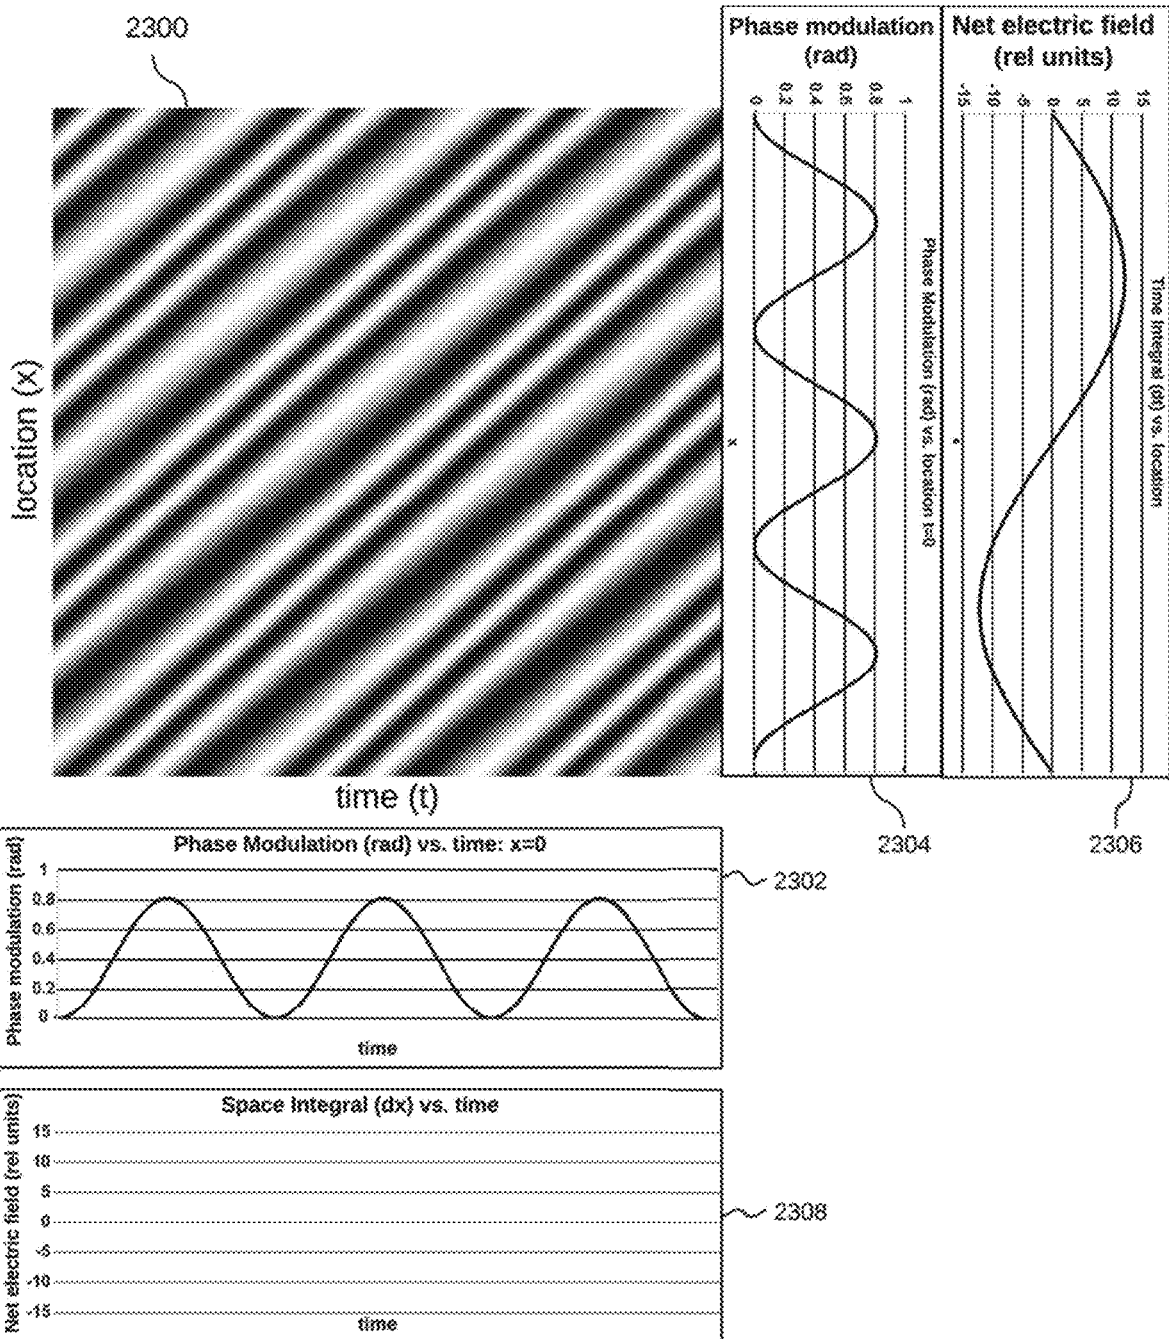 2300
location (x)
time (t)
Phase modulation
(rad)
0
0.2
0.4
0.6
0.8
1
Phase Modulation (rad) vs. location t=0
x
2304
Net electric field
(rel units)
-15
-10
-5
0
5
10
15
Time Integral (dt) vs. location
2306
Phase Modulation (rad) vs. time: x=0
Phase modulation (rad)
1
0.8
0.6
0.4
0.2
0
time
2302
Space Integral (dx) vs. time
Net electric field (rel units)
15
10
5
0
-5
-10
-15
time
2308